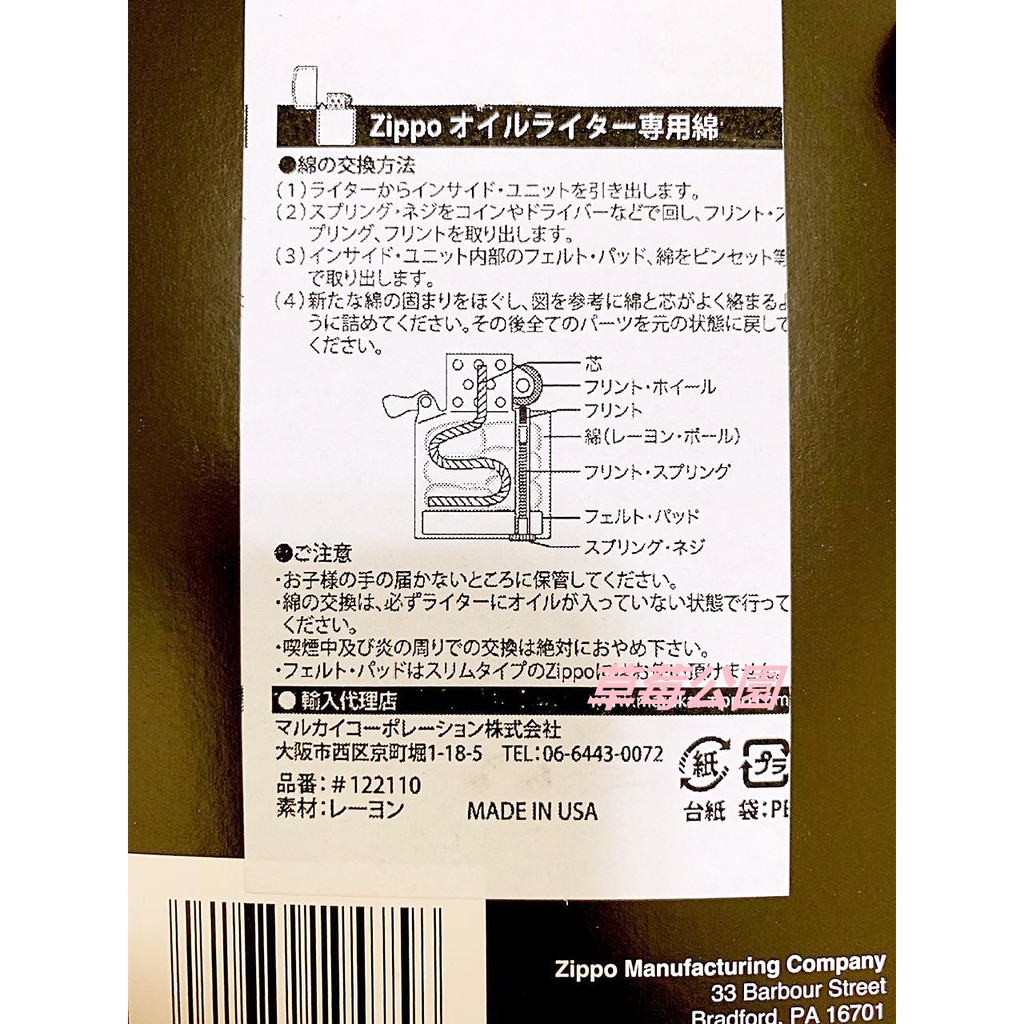 Zippo オイルライター専用綿
●綿の交換方法
(1)ライターからインサイド・ユニットを引き出します。
(2)スプリング・ネジをコインやドライバーなどで回し、フリント・ス
プリング、フリントを取り出します。
(3)インサイド・ユニット内部のフェルト・パッド、綿をピンセット等
で取り出します。
(4)新たな綿の固まりをほぐし、図を参考に綿と芯がよく絡まるよ
うに詰めてください。その後全てのパーツを元の状態に戻して
ください。
芯
フリント・ホイール
フリント
綿(レーヨン・ボール)
フリント・スプリング
フェルト・パッド
スプリング・ネジ
●ご注意
・お子様の手の届かないところに保管してください。
・綿の交換は、必ずライターにオイルが入っていない状態で行って
ください。
・喫煙中及び炎の周りでの交換は絶対におやめ下さい。
・フェルト・パッドはスリムタイプのZippoに
草莓公園
●輸入代理店
マルカイコーポレーション株式会社
大阪市西区京町堀1-18-5 TEL:06-6443-0072
品番:#122110
素材:レーヨン MADE IN USA
紙 プラ
台紙 袋:PE
Zippo Manufacturing Company
33 Barbour Street
Bradford, PA 16701